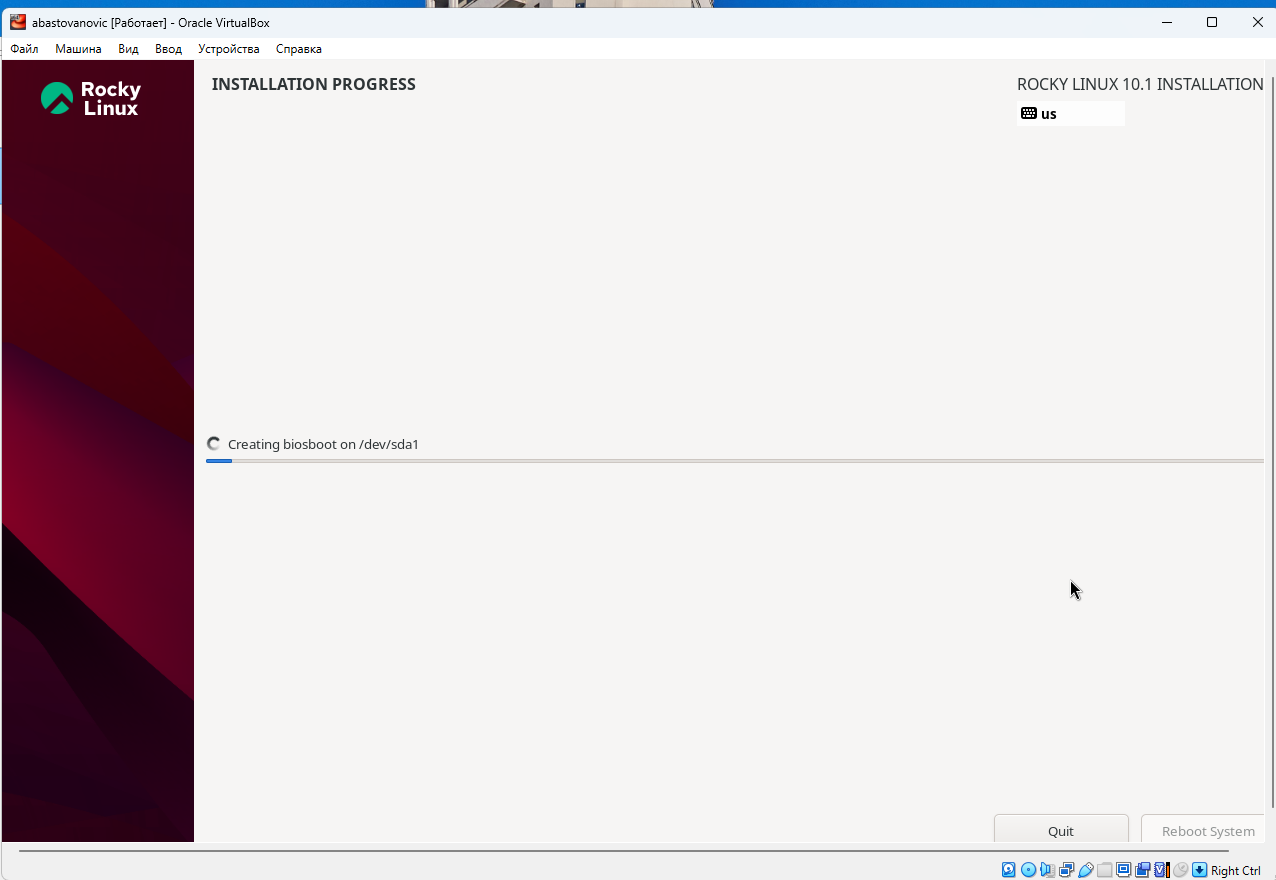 abastovanovic [Работает] - Oracle VirtualBox
Файл Машина Вид Ввод Устройства Справка
Rocky
Linux
INSTALLATION PROGRESS
ROCKY LINUX 10.1 INSTALLATION
us
Creating biosboot on /dev/sda1
Quit
Reboot System
Right Ctrl